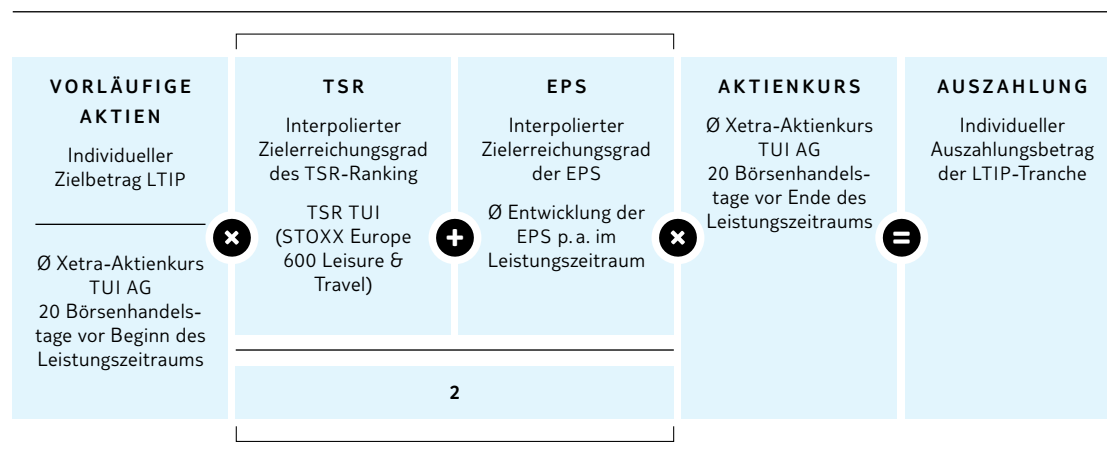 VORLÄUFIGE
AKTIEN
Individueller
Zielbetrag LTIP
Ø Xetra-Aktienkurs
TUI AG
20 Börsenhandels-
tage vor Beginn des
Leistungszeitraums
×
TSR
Interpolierter
Zielerreichungsgrad
des TSR-Ranking
TSR TUI
(STOXX Europe
600 Leisure &
Travel)
+
EPS
Interpolierter
Zielerreichungsgrad
der EPS
Ø Entwicklung der
EPS p. a. im
Leistungszeitraum
2
×
AKTIENKURS
Ø Xetra-Aktienkurs
TUI AG
20 Börsenhandels-
tage vor Ende des
Leistungszeitraums
=
AUSZAHLUNG
Individueller
Auszahlungsbetrag
der LTIP-Tranche